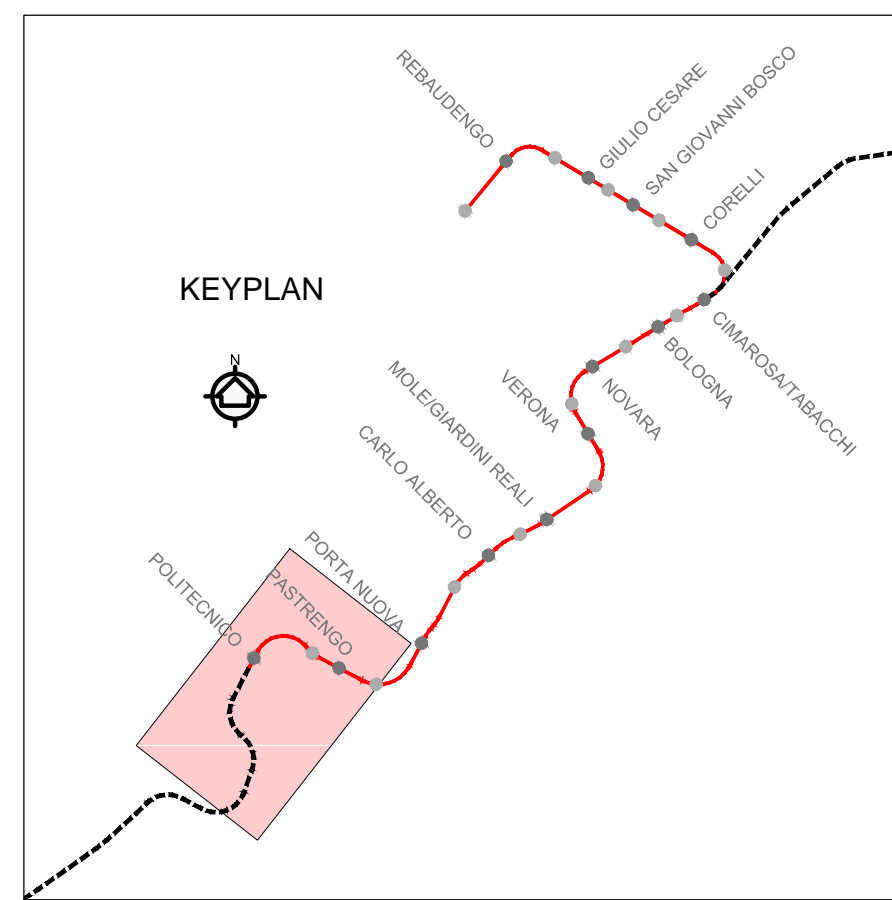 REBAUDENGO
GIULIO CESARE
SAN GIOVANNI BOSCO
CORELLI
KEYPLAN
N
CIMAROSA/TABACCHI
BOLOGNA
NOVARA
VERONA
MOLE/GIARDINI REALI
CARLO ALBERTO
PORTA NUOVA
PASTRENGO
POLITECNICO